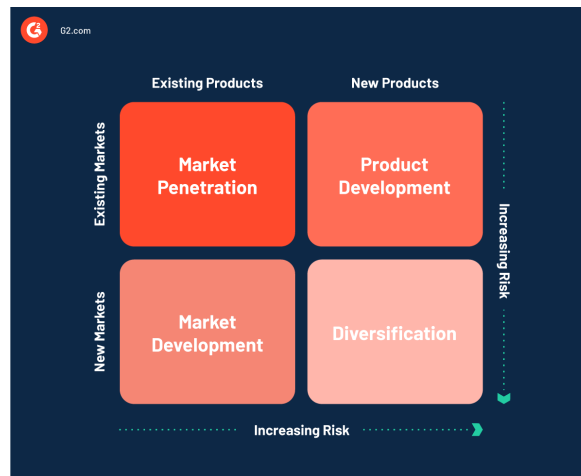 G2
G2.com
Existing Products
New Products
Existing Markets
Market
Penetration
Product
Development
Increasing Risk
New Markets
Market
Development
Diversification
Increasing Risk